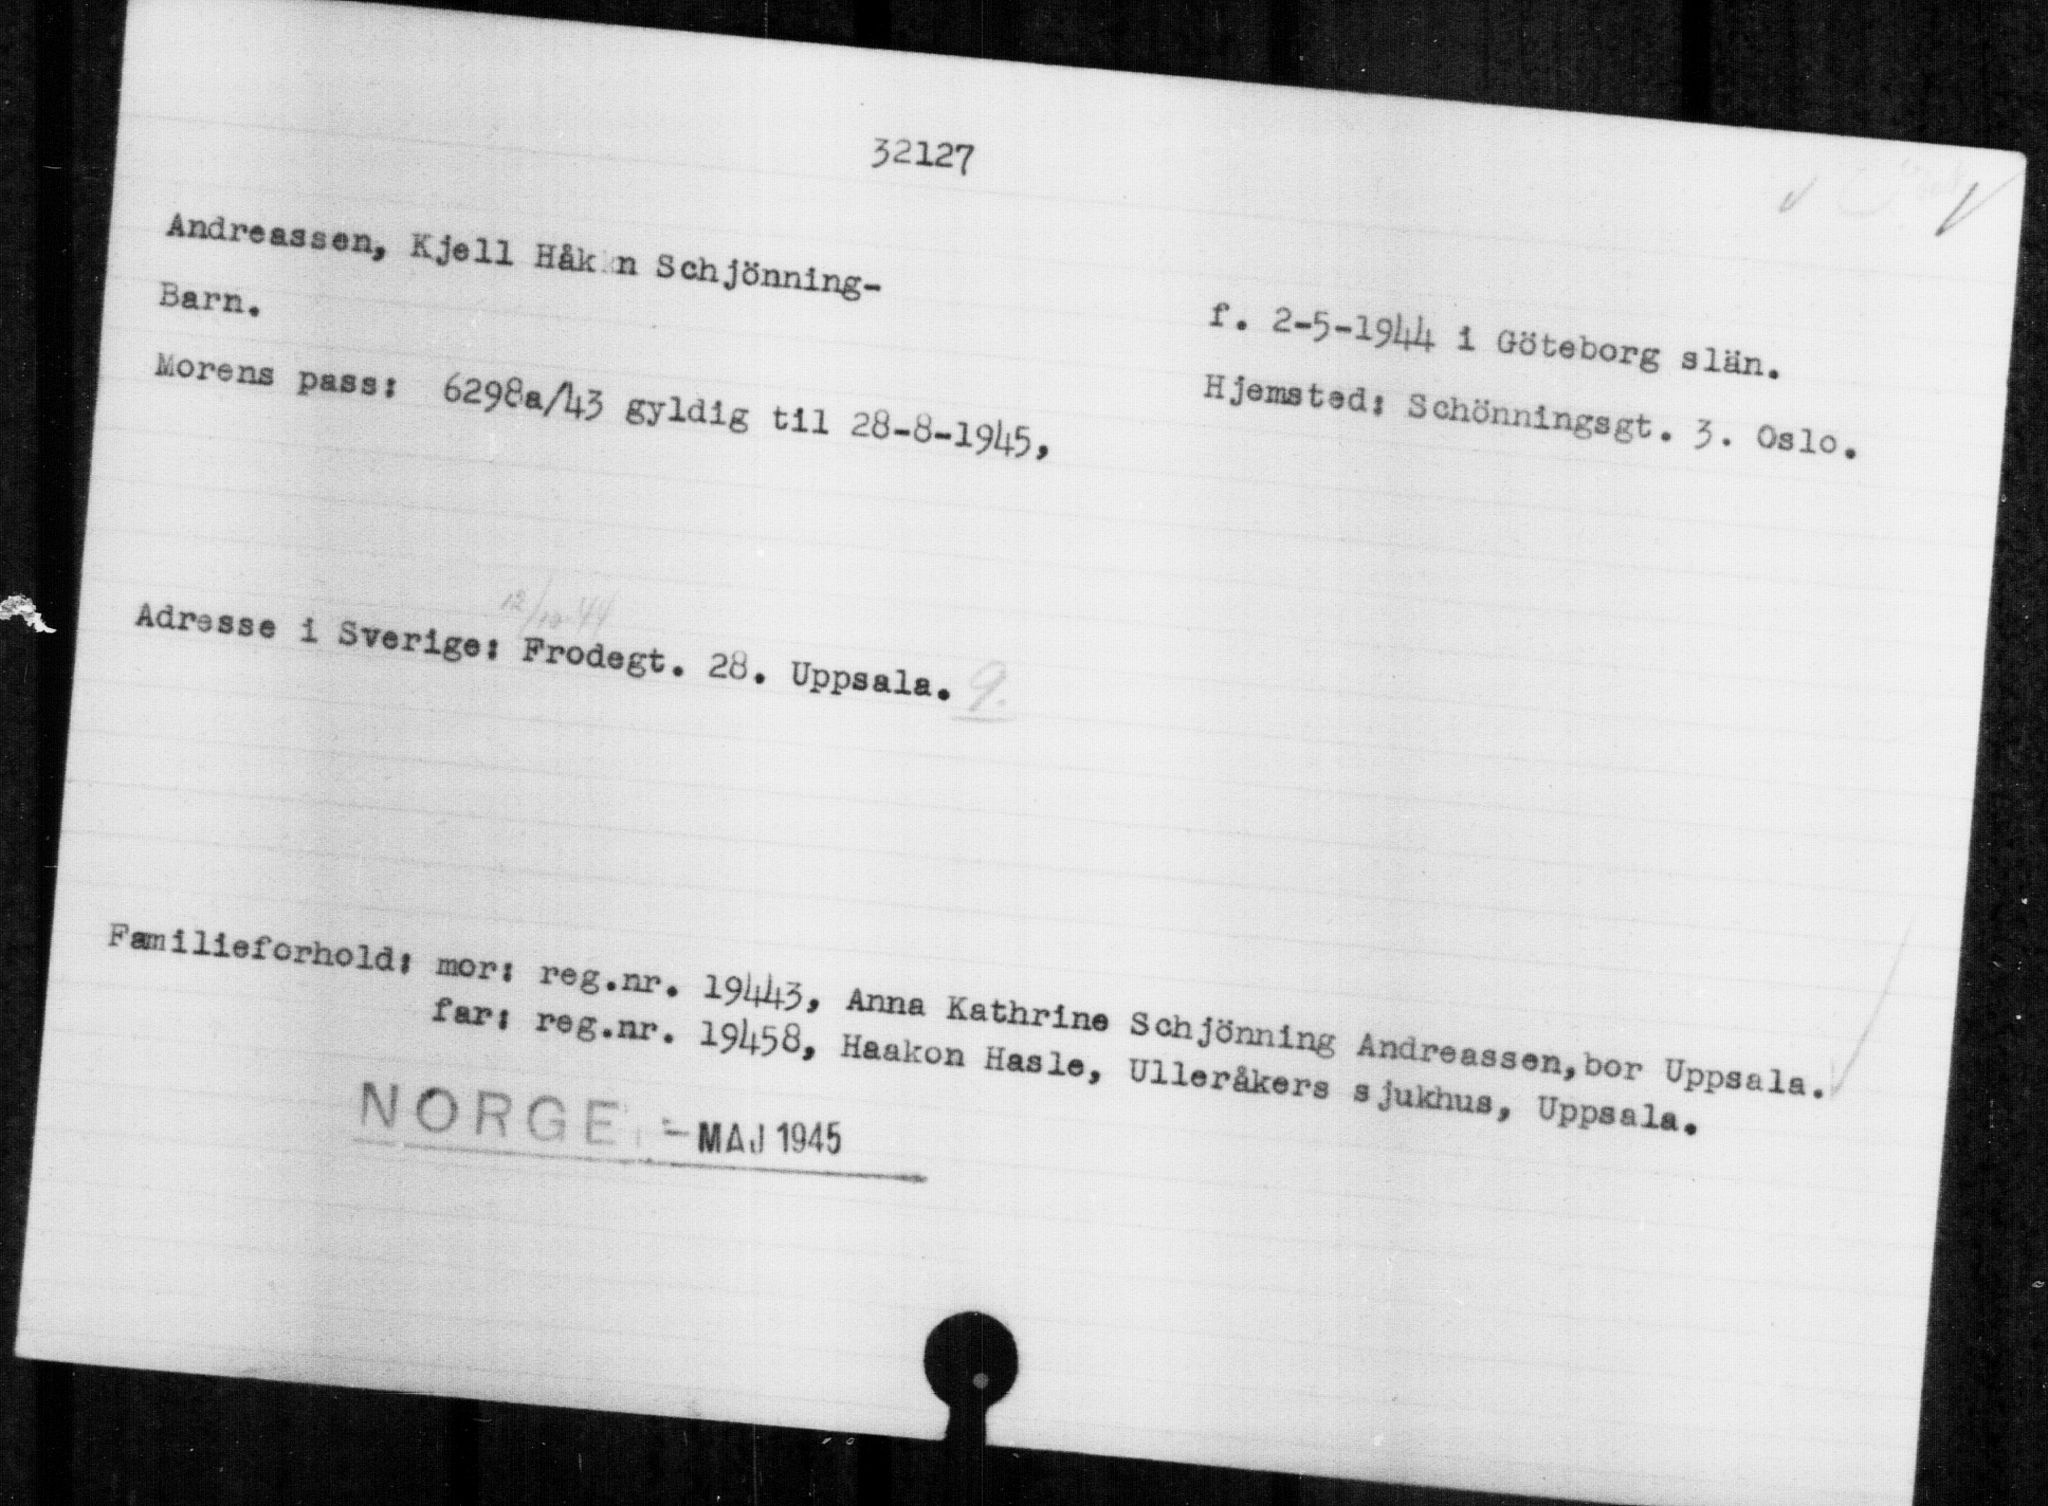 32127
Andreassen, Kjell Håkon Schjönning-
Barn.
f. 2-5-1944 i Göteborg slän.
Morens pass: 6298a/43 gyldig til 28-8-1945,
Hjemsted: Schönningsgt. 3. Oslo.
12/10-44
Adresse i Sverige: Frodegt. 28. Uppsala. 9.
Familieforhold: mor: reg.nr. 19443, Anna Kathrine Schjönning Andreassen,bor Uppsala.
far: reg.nr. 19458, Haakon Hasle, Ulleråkers sjukhus, Uppsala.
NORGE - MAJ 1945